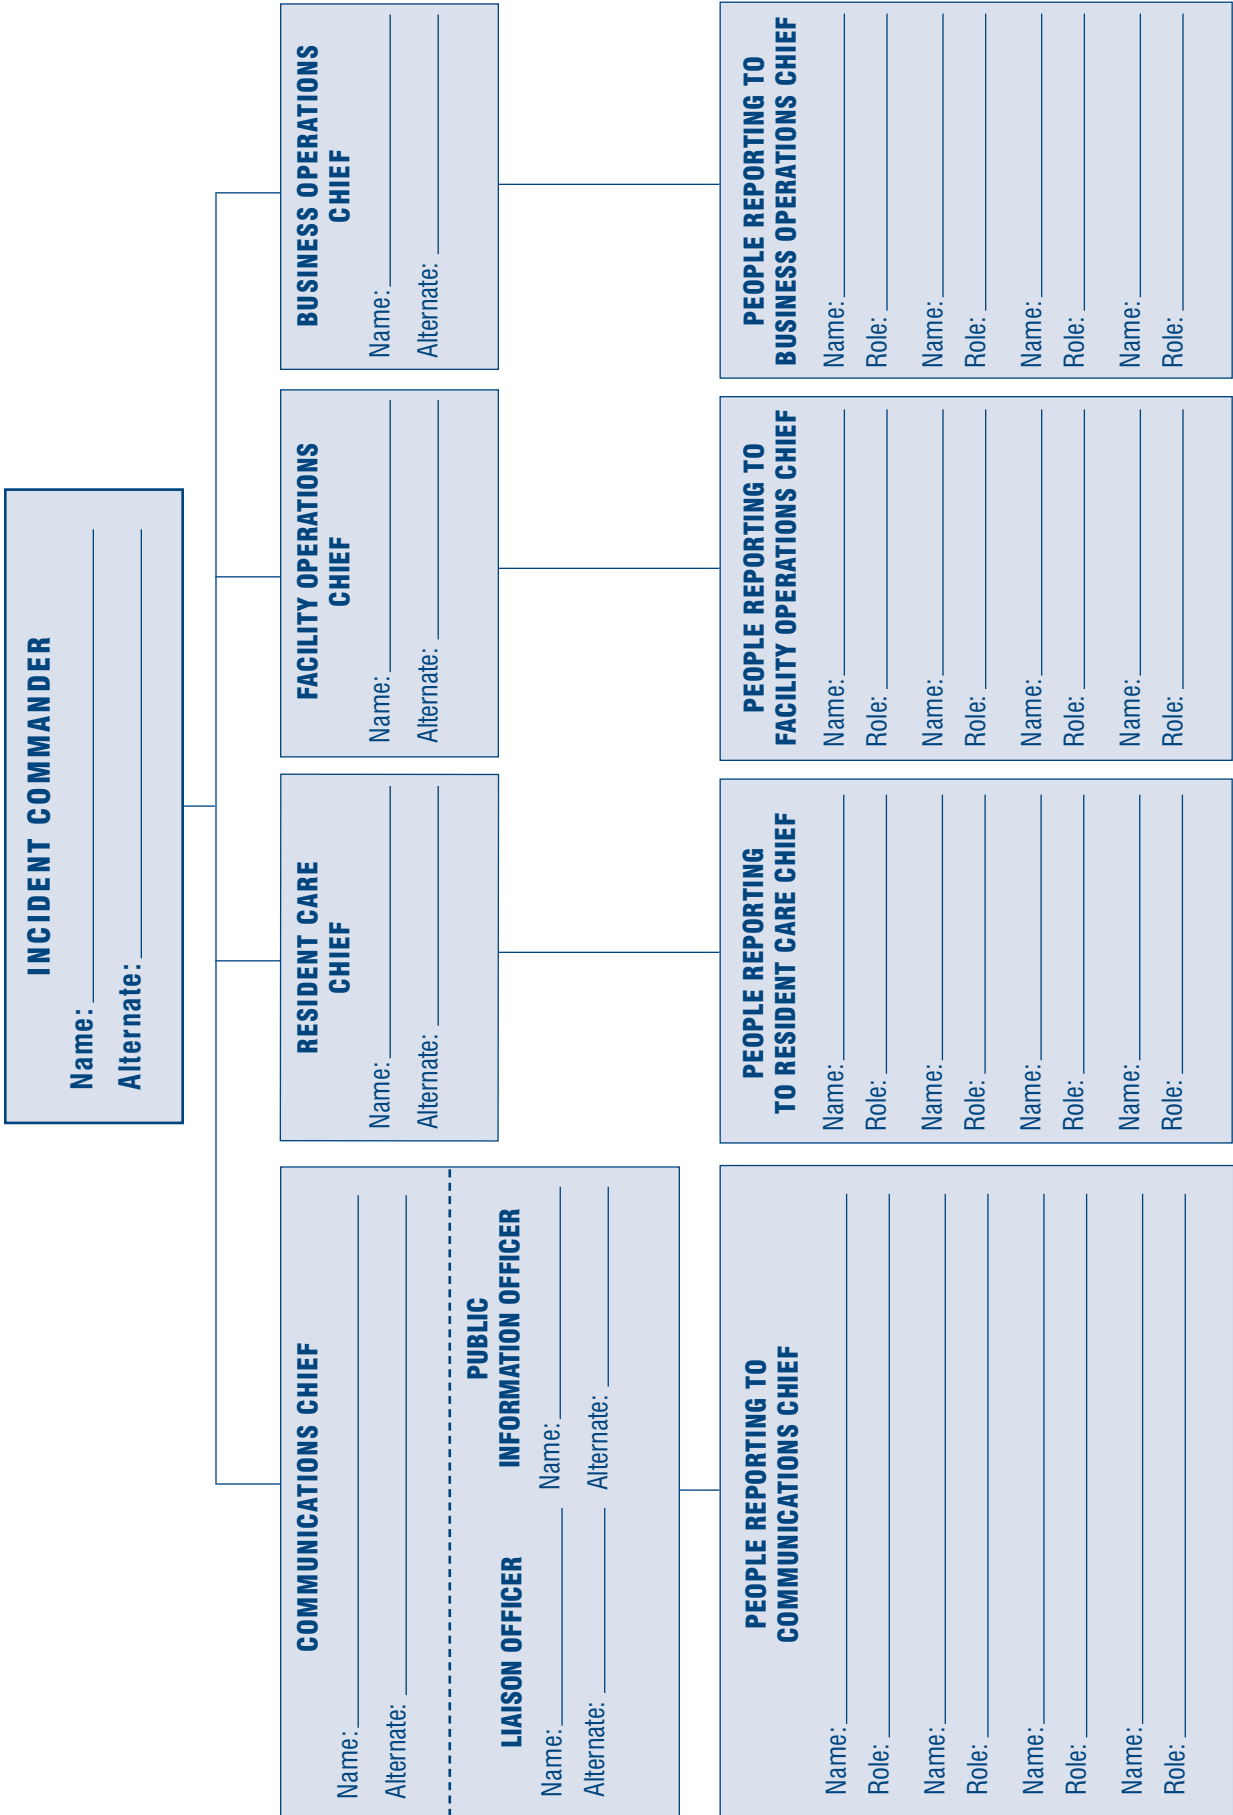 INCIDENT COMMANDER
Name:
Alternate:
COMMUNICATIONS CHIEF
Name:
Alternate:
LIAISON OFFICER
Name:
Alternate:
PUBLIC
INFORMATION OFFICER
Name:
Alternate:
RESIDENT CARE
CHIEF
Name:
Alternate:
FACILITY OPERATIONS
CHIEF
Name:
Alternate:
BUSINESS OPERATIONS
CHIEF
Name:
Alternate:
PEOPLE REPORTING TO
COMMUNICATIONS CHIEF
Name:
Role:
Name:
Role:
Name:
Role:
Name:
Role:
PEOPLE REPORTING
TO RESIDENT CARE CHIEF
Name:
Role:
Name:
Role:
Name:
Role:
Name:
Role:
PEOPLE REPORTING TO
FACILITY OPERATIONS CHIEF
Name:
Role:
Name:
Role:
Name:
Role:
Name:
Role:
PEOPLE REPORTING TO
BUSINESS OPERATIONS CHIEF
Name:
Role:
Name:
Role:
Name:
Role:
Name:
Role: